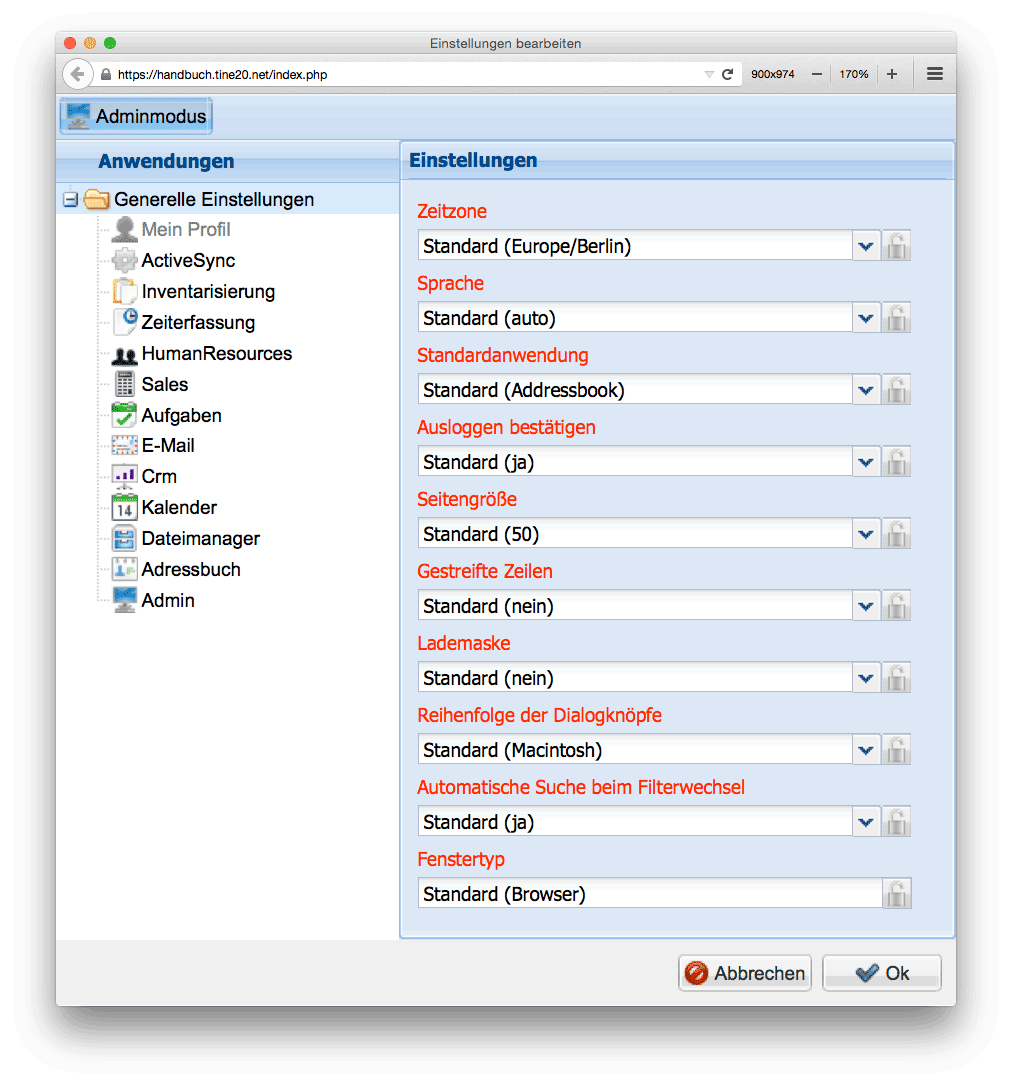 Einstellungen bearbeiten
https://handbuch.tine20.net/index.php
900x974
170%
Adminmodus
Anwendungen
Generelle Einstellungen
Mein Profil
ActiveSync
Inventarisierung
Zeiterfassung
HumanResources
Sales
Aufgaben
E-Mail
Crm
14
Kalender
Dateimanager
Adressbuch
Admin
Einstellungen
Zeitzone
Standard (Europe/Berlin)
Sprache
Standard (auto)
Standardanwendung
Standard (Addressbook)
Ausloggen bestätigen
Standard (ja)
Seitengröße
Standard (50)
Gestreifte Zeilen
Standard (nein)
Lademaske
Standard (nein)
Reihenfolge der Dialogknöpfe
Standard (Macintosh)
Automatische Suche beim Filterwechsel
Standard (ja)
Fenstertyp
Standard (Browser)
Abbrechen
Ok